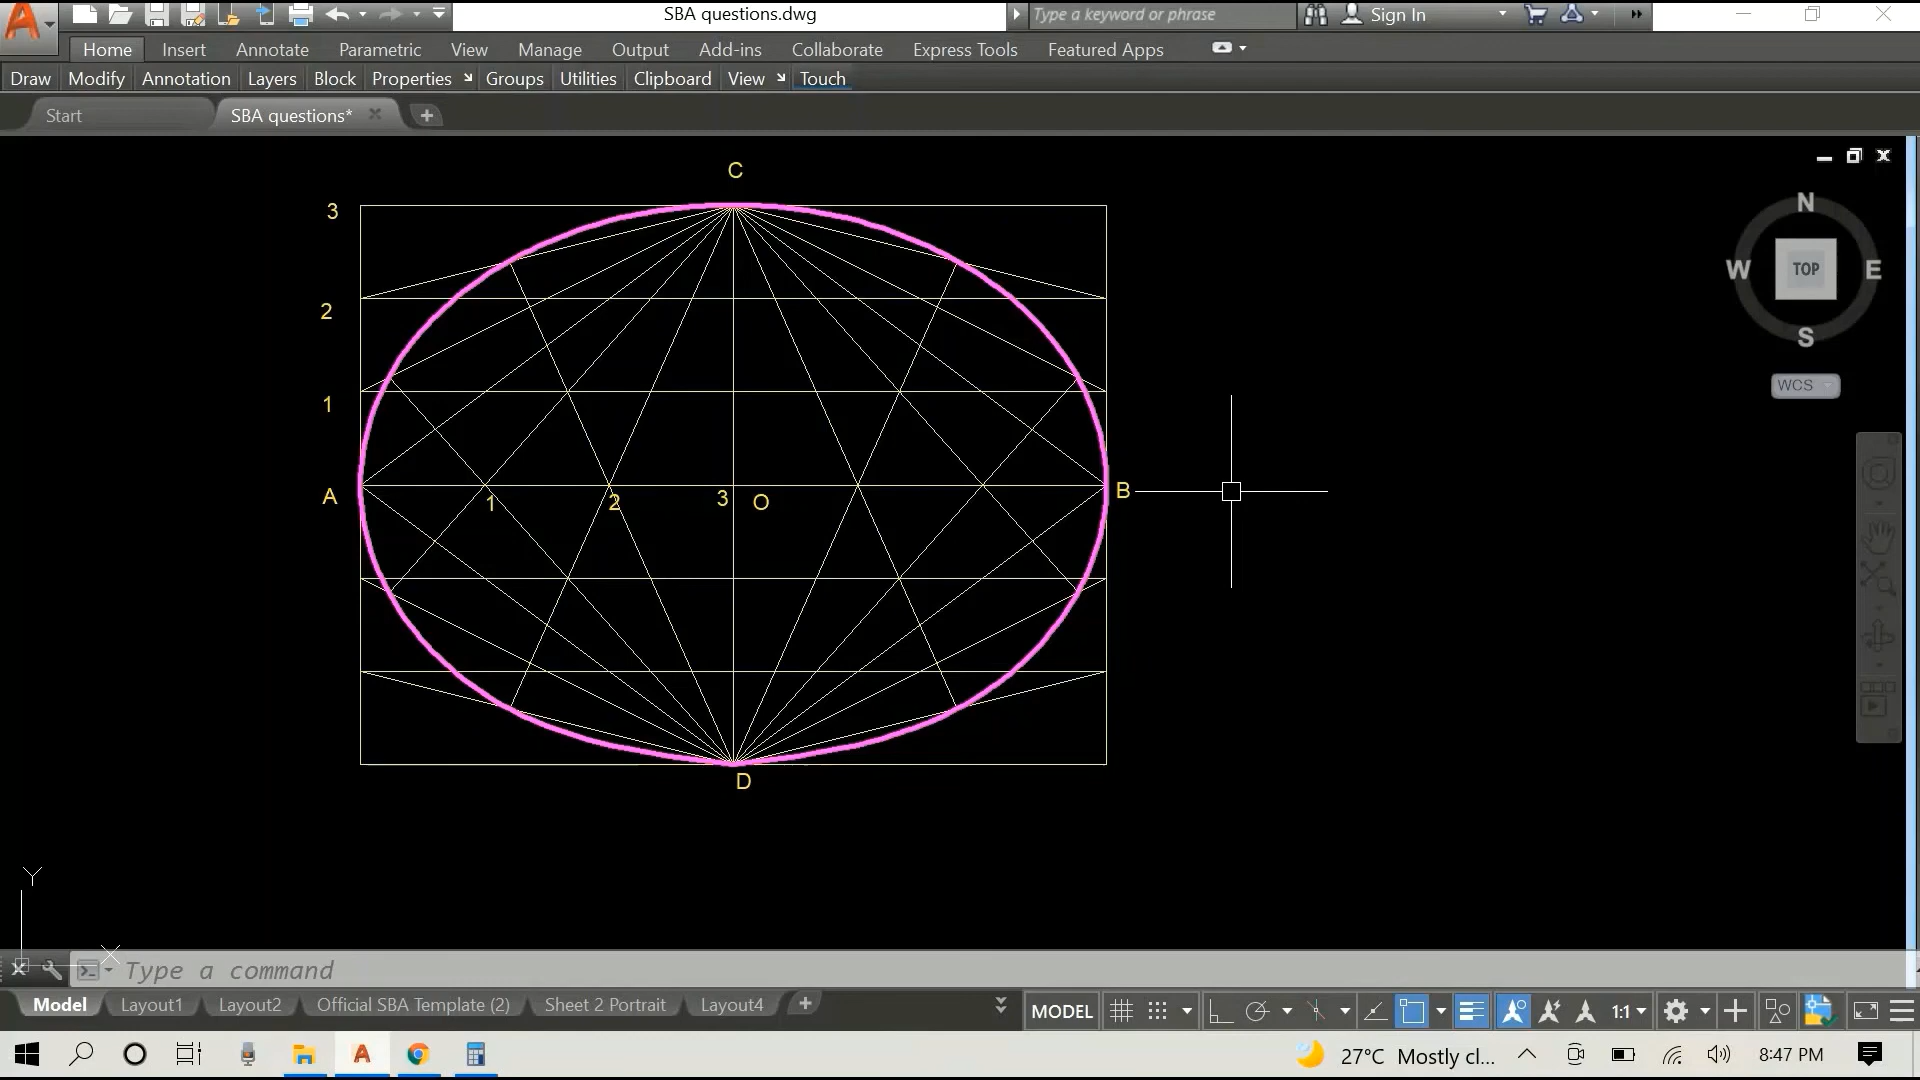 SBA questions.dwg
Type a keyword or phrase
Sign In
Home Insert Annotate Parametric View Manage Output Add-ins Collaborate Express Tools Featured Apps
Draw Modify Annotation Layers Block Properties Groups Utilities Clipboard View Touch
Start SBA questions*
C
3
2
1
A 1 2 3 O B
D
N
W TOP E
S
WCS
Y
X
Type a command
Model Layout1 Layout2 Official SBA Template (2) Sheet 2 Portrait Layout4
MODEL 1:1
27°C Mostly cl... 8:47 PM